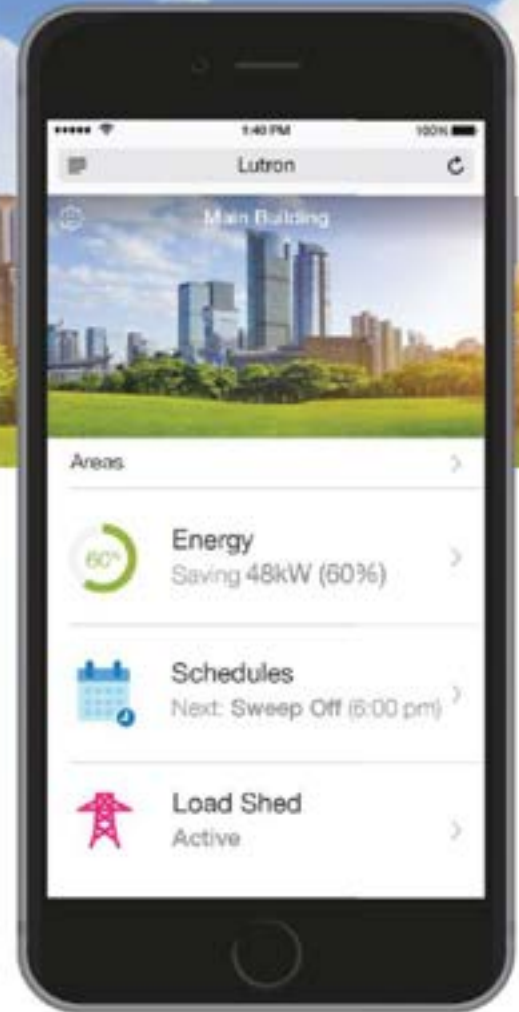 1:40 PM
100%
Lutron
Main Building
Areas
60%
Energy
Saving 48kW (60%)
Schedules
Next: Sweep Off (6:00 pm)
Load Shed
Active